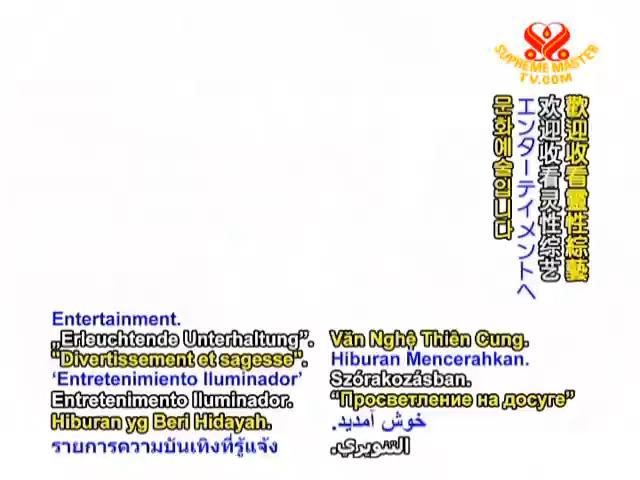 SUPREME MASTER
TV.COM
歡迎收看靈性綜藝
欢迎收看灵性综艺
エンターテイメントへ
문화예술입니다
Entertainment.
„Erleuchtende Unterhaltung”.
"Divertissement et sagesse".
‘Entretenimiento Iluminador’
Entretenimento Iluminador.
Hiburan yg Beri Hidayah.
รายการความบันเทิงที่รู้แจ้ง
Văn Nghệ Thiên Cung.
Hiburan Mencerahkan.
Szórakozásban.
“Просветление на досуге”
خوش آمدید.
التنويري.